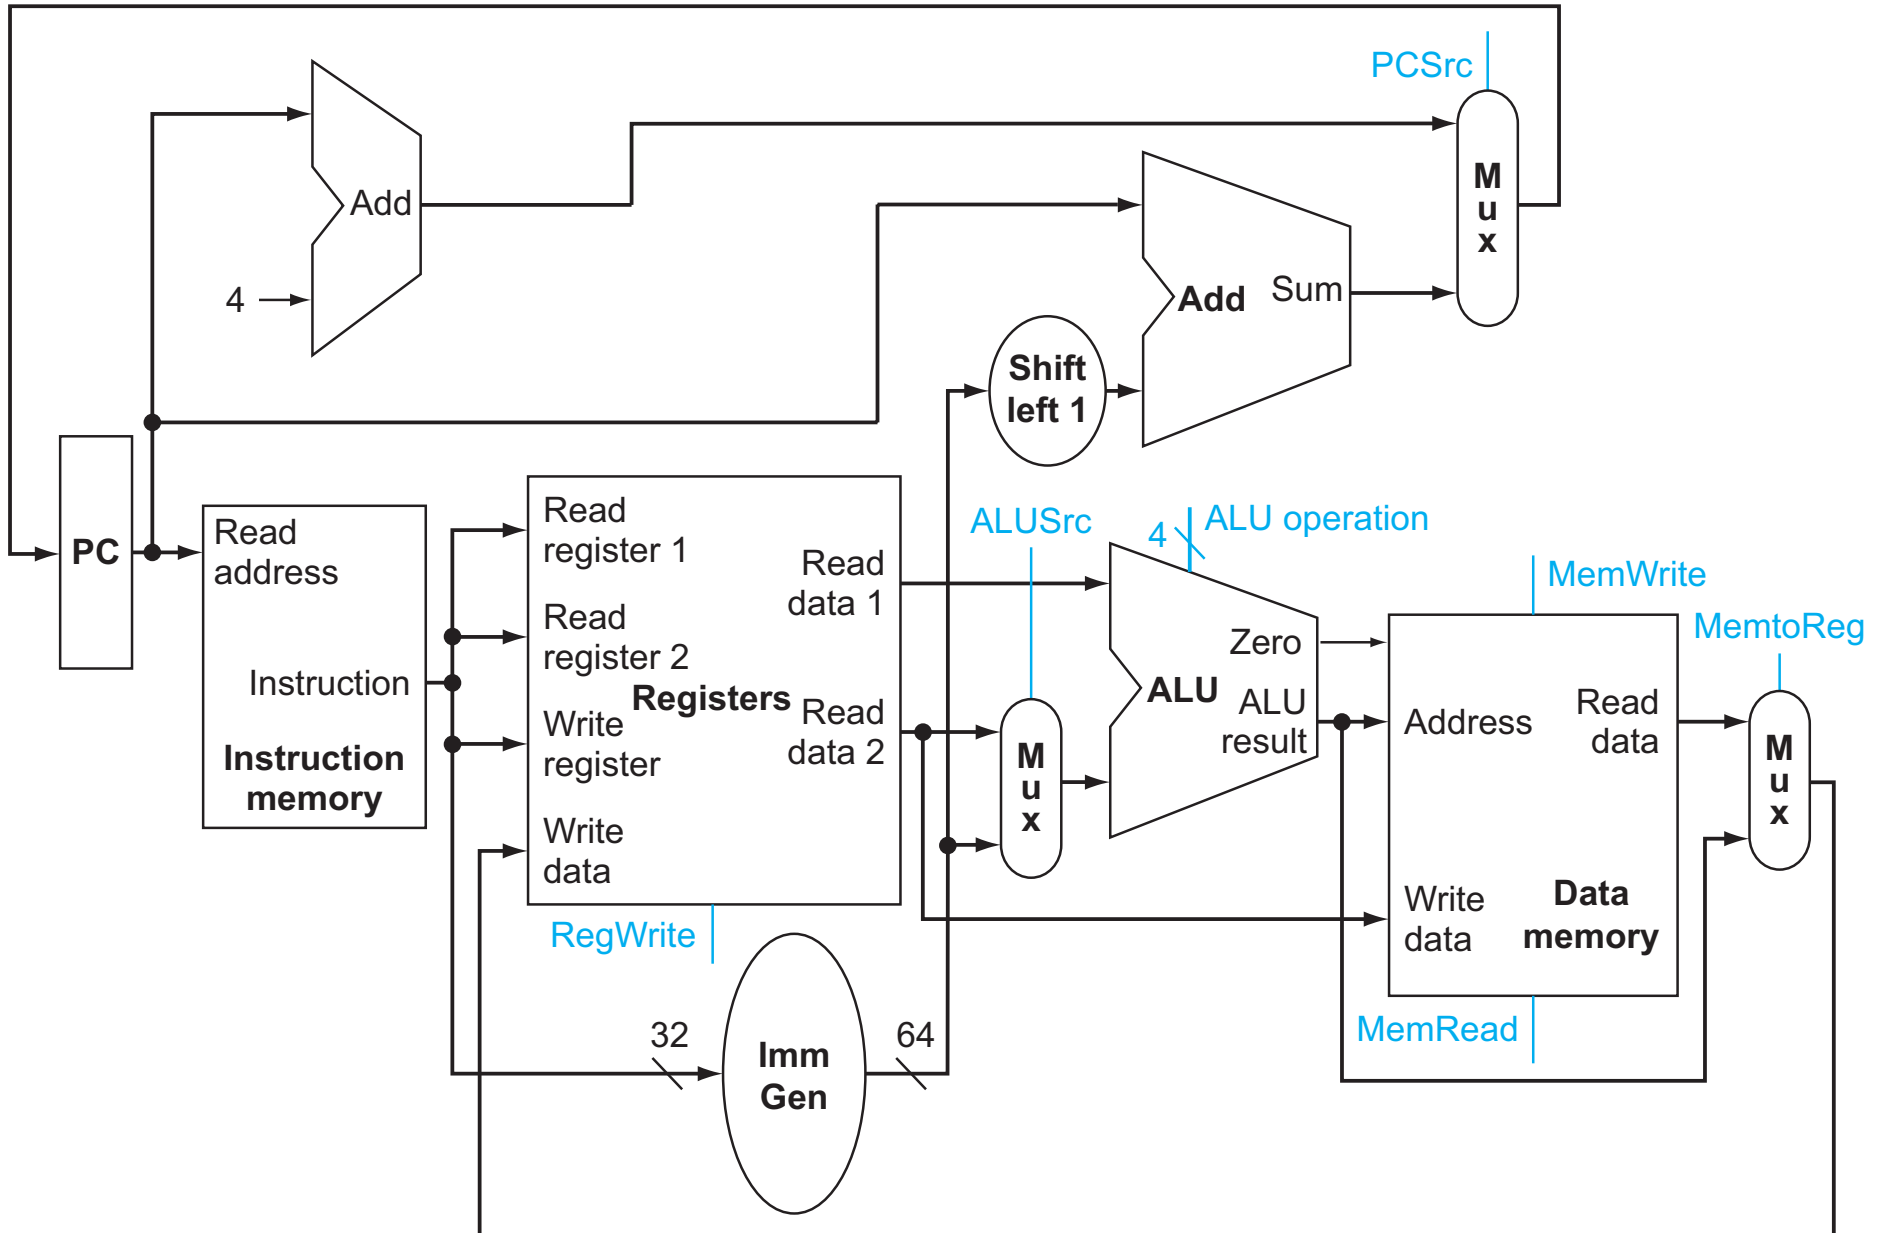 PCSrc
M
u
x
Add
4
Add
Sum
Shift
left 1
PC
Read
address
Instruction
Instruction
memory
Read
register 1
Read
register 2
Registers
Write
register
Write
data
Read
data 1
Read
data 2
RegWrite
ALUSrc
M
u
x
4
ALU operation
Zero
ALU
ALU
result
MemWrite
MemtoReg
Address
Read
data
Write
data
Data
memory
M
u
x
MemRead
32
Imm
Gen
64